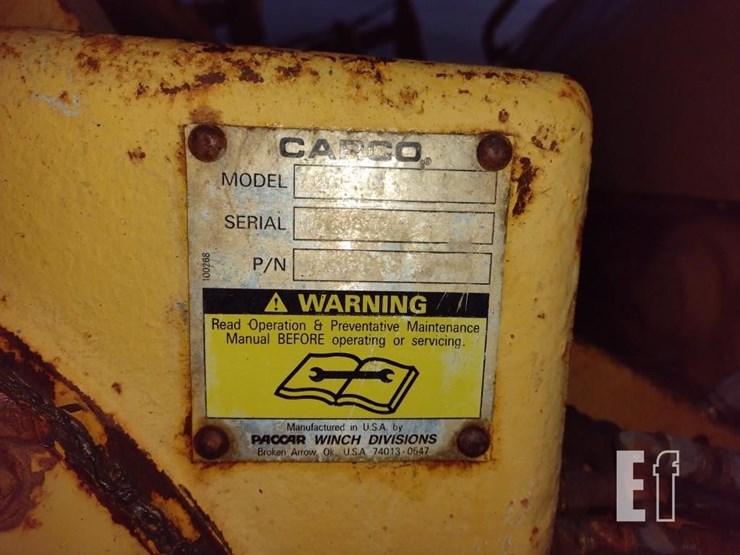 CARCO®
MODEL
SERIAL
P/N
100268
⚠ WARNING
Read Operation & Preventative Maintenance
Manual BEFORE operating or servicing.
Manufactured in U.S.A. by
PACCAR WINCH DIVISIONS
Broken Arrow, Ok. U.S.A. 74013-0547
Ef